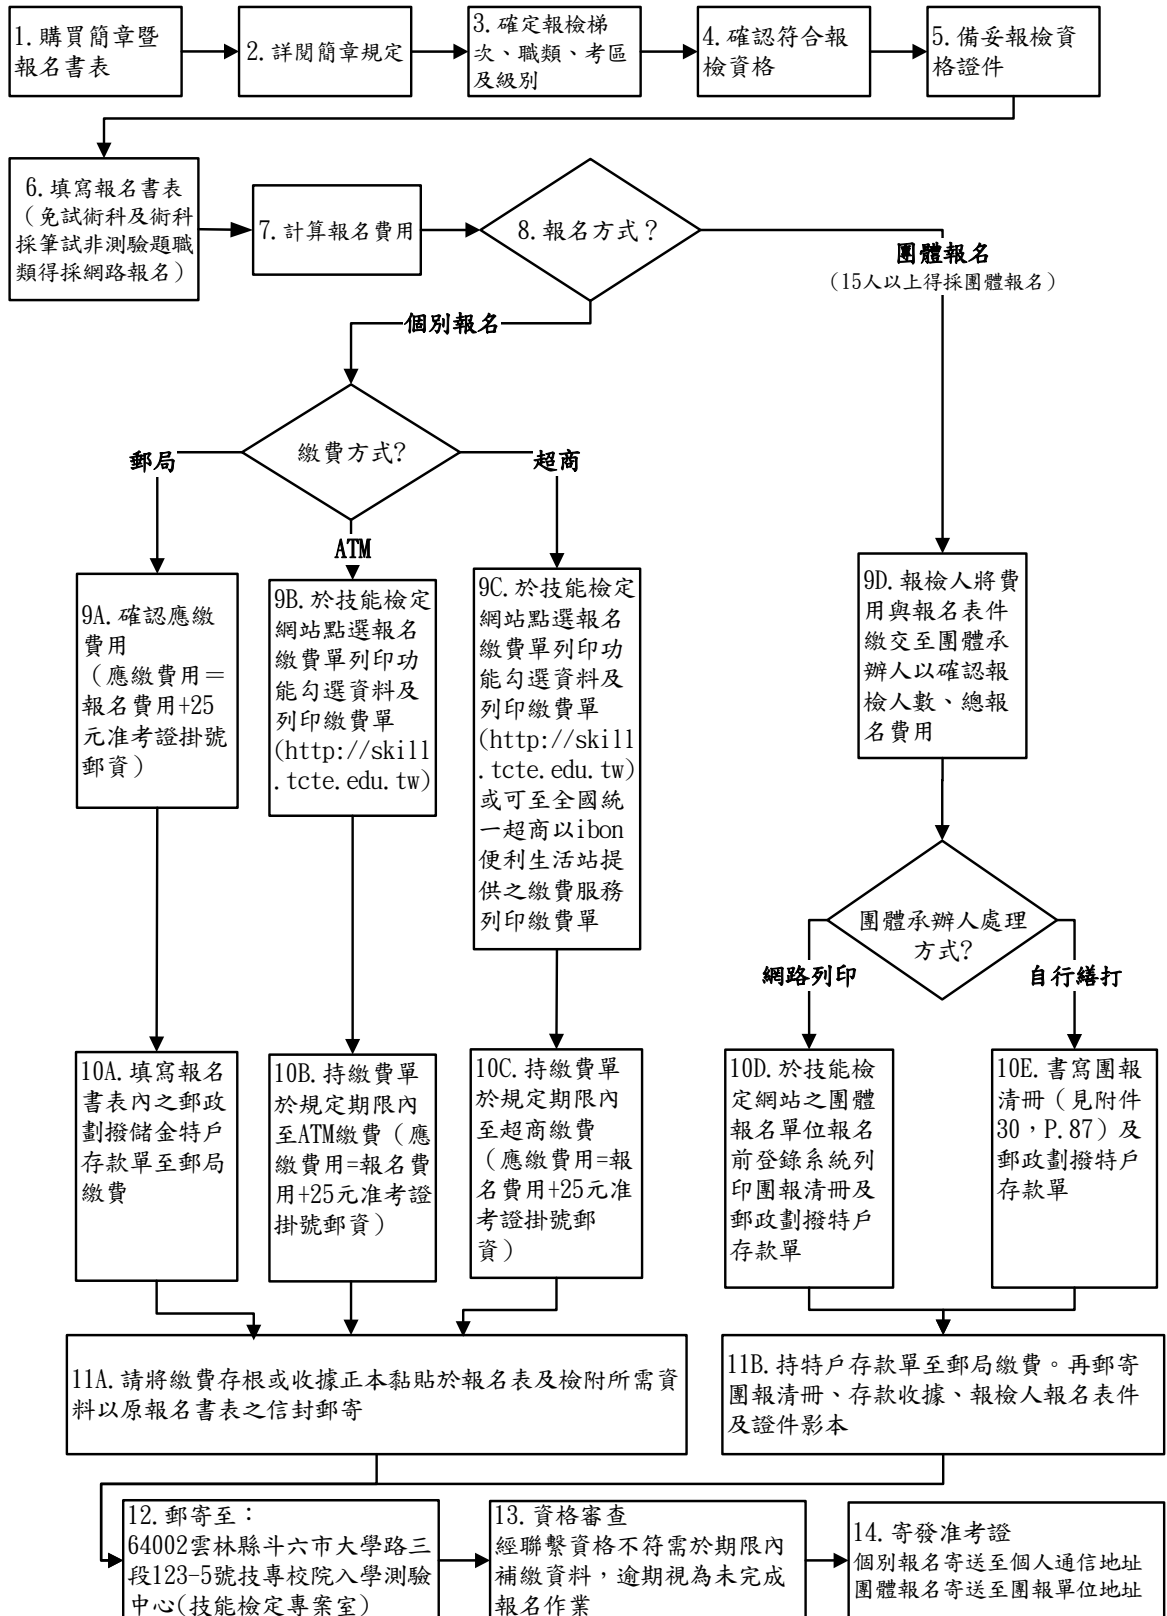 1.購買簡章暨
報名書表
2.詳閱簡章規定
3.確定報檢梯
次、職類、考區
及級別
4.確認符合報
檢資格
5.備妥報檢資
格證件
6.填寫報名書表
（免試術科及術科
採筆試非測驗題職
類得採網路報名）
7.計算報名費用
8.報名方式？
團體報名
（15人以上得採團體報名）
個別報名
繳費方式?
郵局
超商
ATM
9A.確認應繳
費用
（應繳費用＝
報名費用+25
元准考證掛號
郵資）
9B.於技能檢定
網站點選報名
繳費單列印功
能勾選資料及
列印繳費單
(http://skill
.tcte.edu.tw)
9C.於技能檢定
網站點選報名
繳費單列印功
能勾選資料及
列印繳費單
(http://skill
.tcte.edu.tw)
或可至全國統
一超商以ibon
便利生活站提
供之繳費服務
列印繳費單
9D.報檢人將費
用與報名表件
繳交至團體承
辦人以確認報
檢人數、總報
名費用
團體承辦人處理
方式?
網路列印
自行繕打
10A.填寫報名
書表內之郵政
劃撥儲金特戶
存款單至郵局
繳費
10B.持繳費單
於規定期限內
至ATM繳費（應
繳費用=報名費
用+25元准考證
掛號郵資）
10C.持繳費單
於規定期限內
至超商繳費
（應繳費用=報
名費用+25元准
考證掛號郵
資）
10D.於技能檢
定網站之團體
報名單位報名
前登錄系統列
印團報清冊及
郵政劃撥特戶
存款單
10E.書寫團報
清冊（見附件
30，P.87）及
郵政劃撥特戶
存款單
11A.請將繳費存根或收據正本黏貼於報名表及檢附所需資
料以原報名書表之信封郵寄
11B.持特戶存款單至郵局繳費。再郵寄
團報清冊、存款收據、報檢人報名表件
及證件影本
12.郵寄至：
64002雲林縣斗六市大學路三
段123-5號技專校院入學測驗
中心(技能檢定專案室)
13.資格審查
經聯繫資格不符需於期限內
補繳資料，逾期視為未完成
報名作業
14.寄發准考證
個別報名寄送至個人通信地址
團體報名寄送至團報單位地址